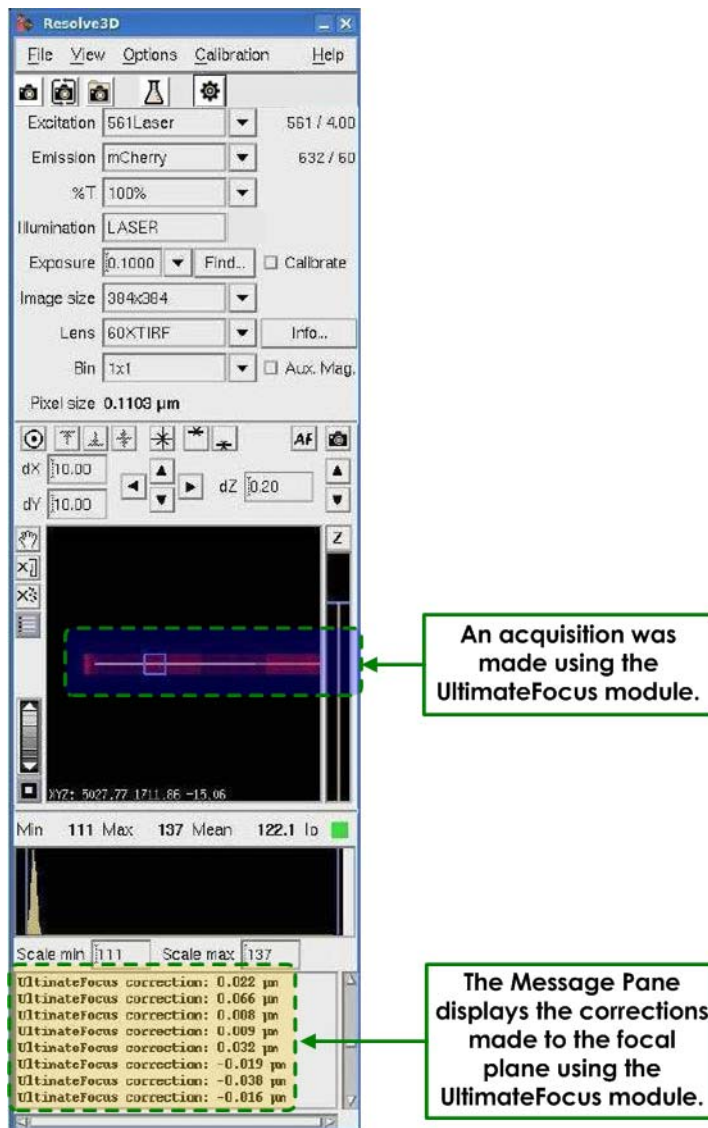 Resolve3D
File View Options Calibration Help
Excitation 561Laser 561 / 4.00
Emission mCherry 632 / 60
%T 100%
Illumination LASER
Exposure 0.1000 Find... Calibrate
Image size 384x384
Lens 60XTIRF Info...
Bin 1x1 Aux. Mag.
Pixel size 0.1103 µm
AF
dX 10.00
dZ 0.20
dY 10.00
Z
An acquisition was
made using the
UltimateFocus module.
XYZ: 5027.77 1711.86 -15.06
Min 111 Max 137 Mean 122.1 Io
Scale min 111 Scale max 137
UltimateFocus correction: 0.022 µm
UltimateFocus correction: 0.066 µm
UltimateFocus correction: 0.008 µm
UltimateFocus correction: 0.009 µm
UltimateFocus correction: 0.032 µm
UltimateFocus correction: -0.019 µm
UltimateFocus correction: -0.038 µm
UltimateFocus correction: -0.016 µm
The Message Pane
displays the corrections
made to the focal
plane using the
UltimateFocus module.